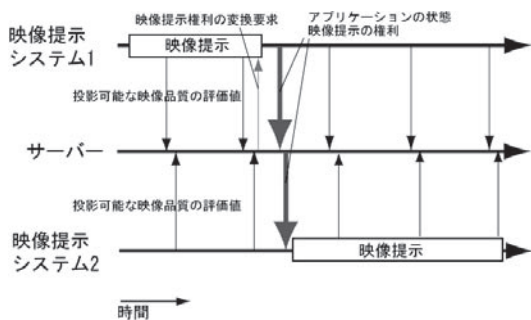 映像提示権利の変換要求
アプリケーションの状態
映像提示の権利
映像提示
システム1
映像提示
投影可能な映像品質の評価値
サーバー
投影可能な映像品質の評価値
映像提示
システム2
映像提示
時間